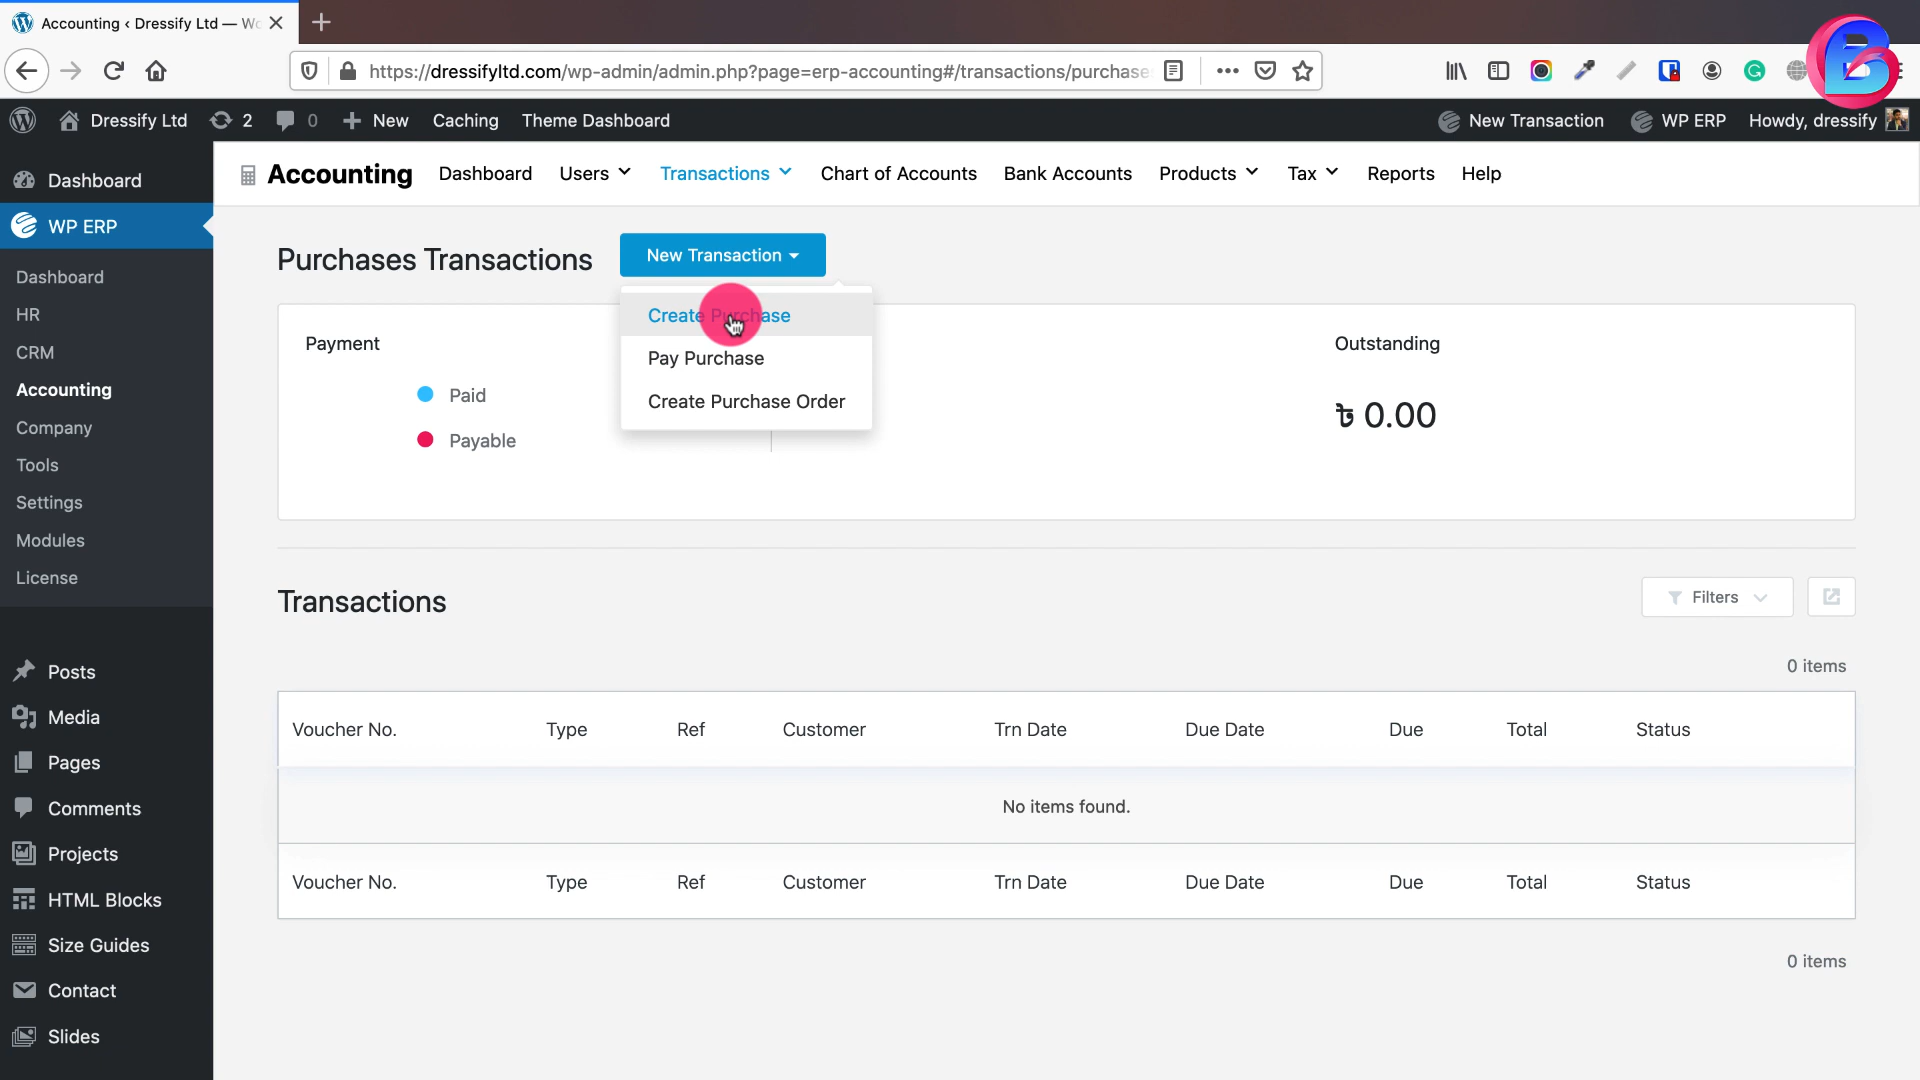 Accounting ‹ Dressify Ltd — Wo
https://dressifyltd.com/wp-admin/admin.php?page=erp-accounting#/transactions/purchase
Dressify Ltd
2
0
New
Caching
Theme Dashboard
New Transaction
WP ERP
Howdy, dressify
Dashboard
WP ERP
Dashboard
HR
CRM
Accounting
Company
Tools
Settings
Modules
License
Posts
Media
Pages
Comments
Projects
HTML Blocks
Size Guides
Contact
Slides
Accounting
Dashboard
Users
Transactions
Chart of Accounts
Bank Accounts
Products
Tax
Reports
Help
Purchases Transactions
New Transaction
Create Purchase
Pay Purchase
Create Purchase Order
Payment
Paid
Payable
Outstanding
৳ 0.00
Transactions
Filters
0 items
Voucher No. Type Ref Customer Trn Date Due Date Due Total Status
No items found.
Voucher No. Type Ref Customer Trn Date Due Date Due Total Status
0 items